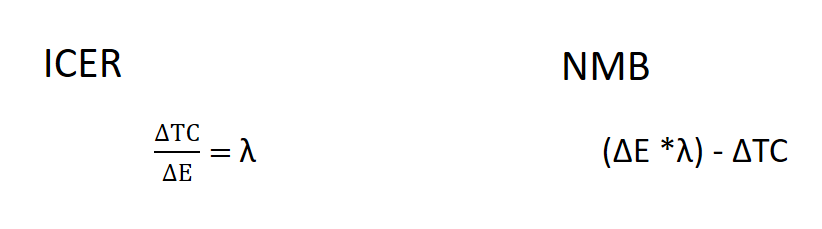 ICER
NMB
ΔTC
ΔE
= λ
(ΔE *λ) - ΔTC